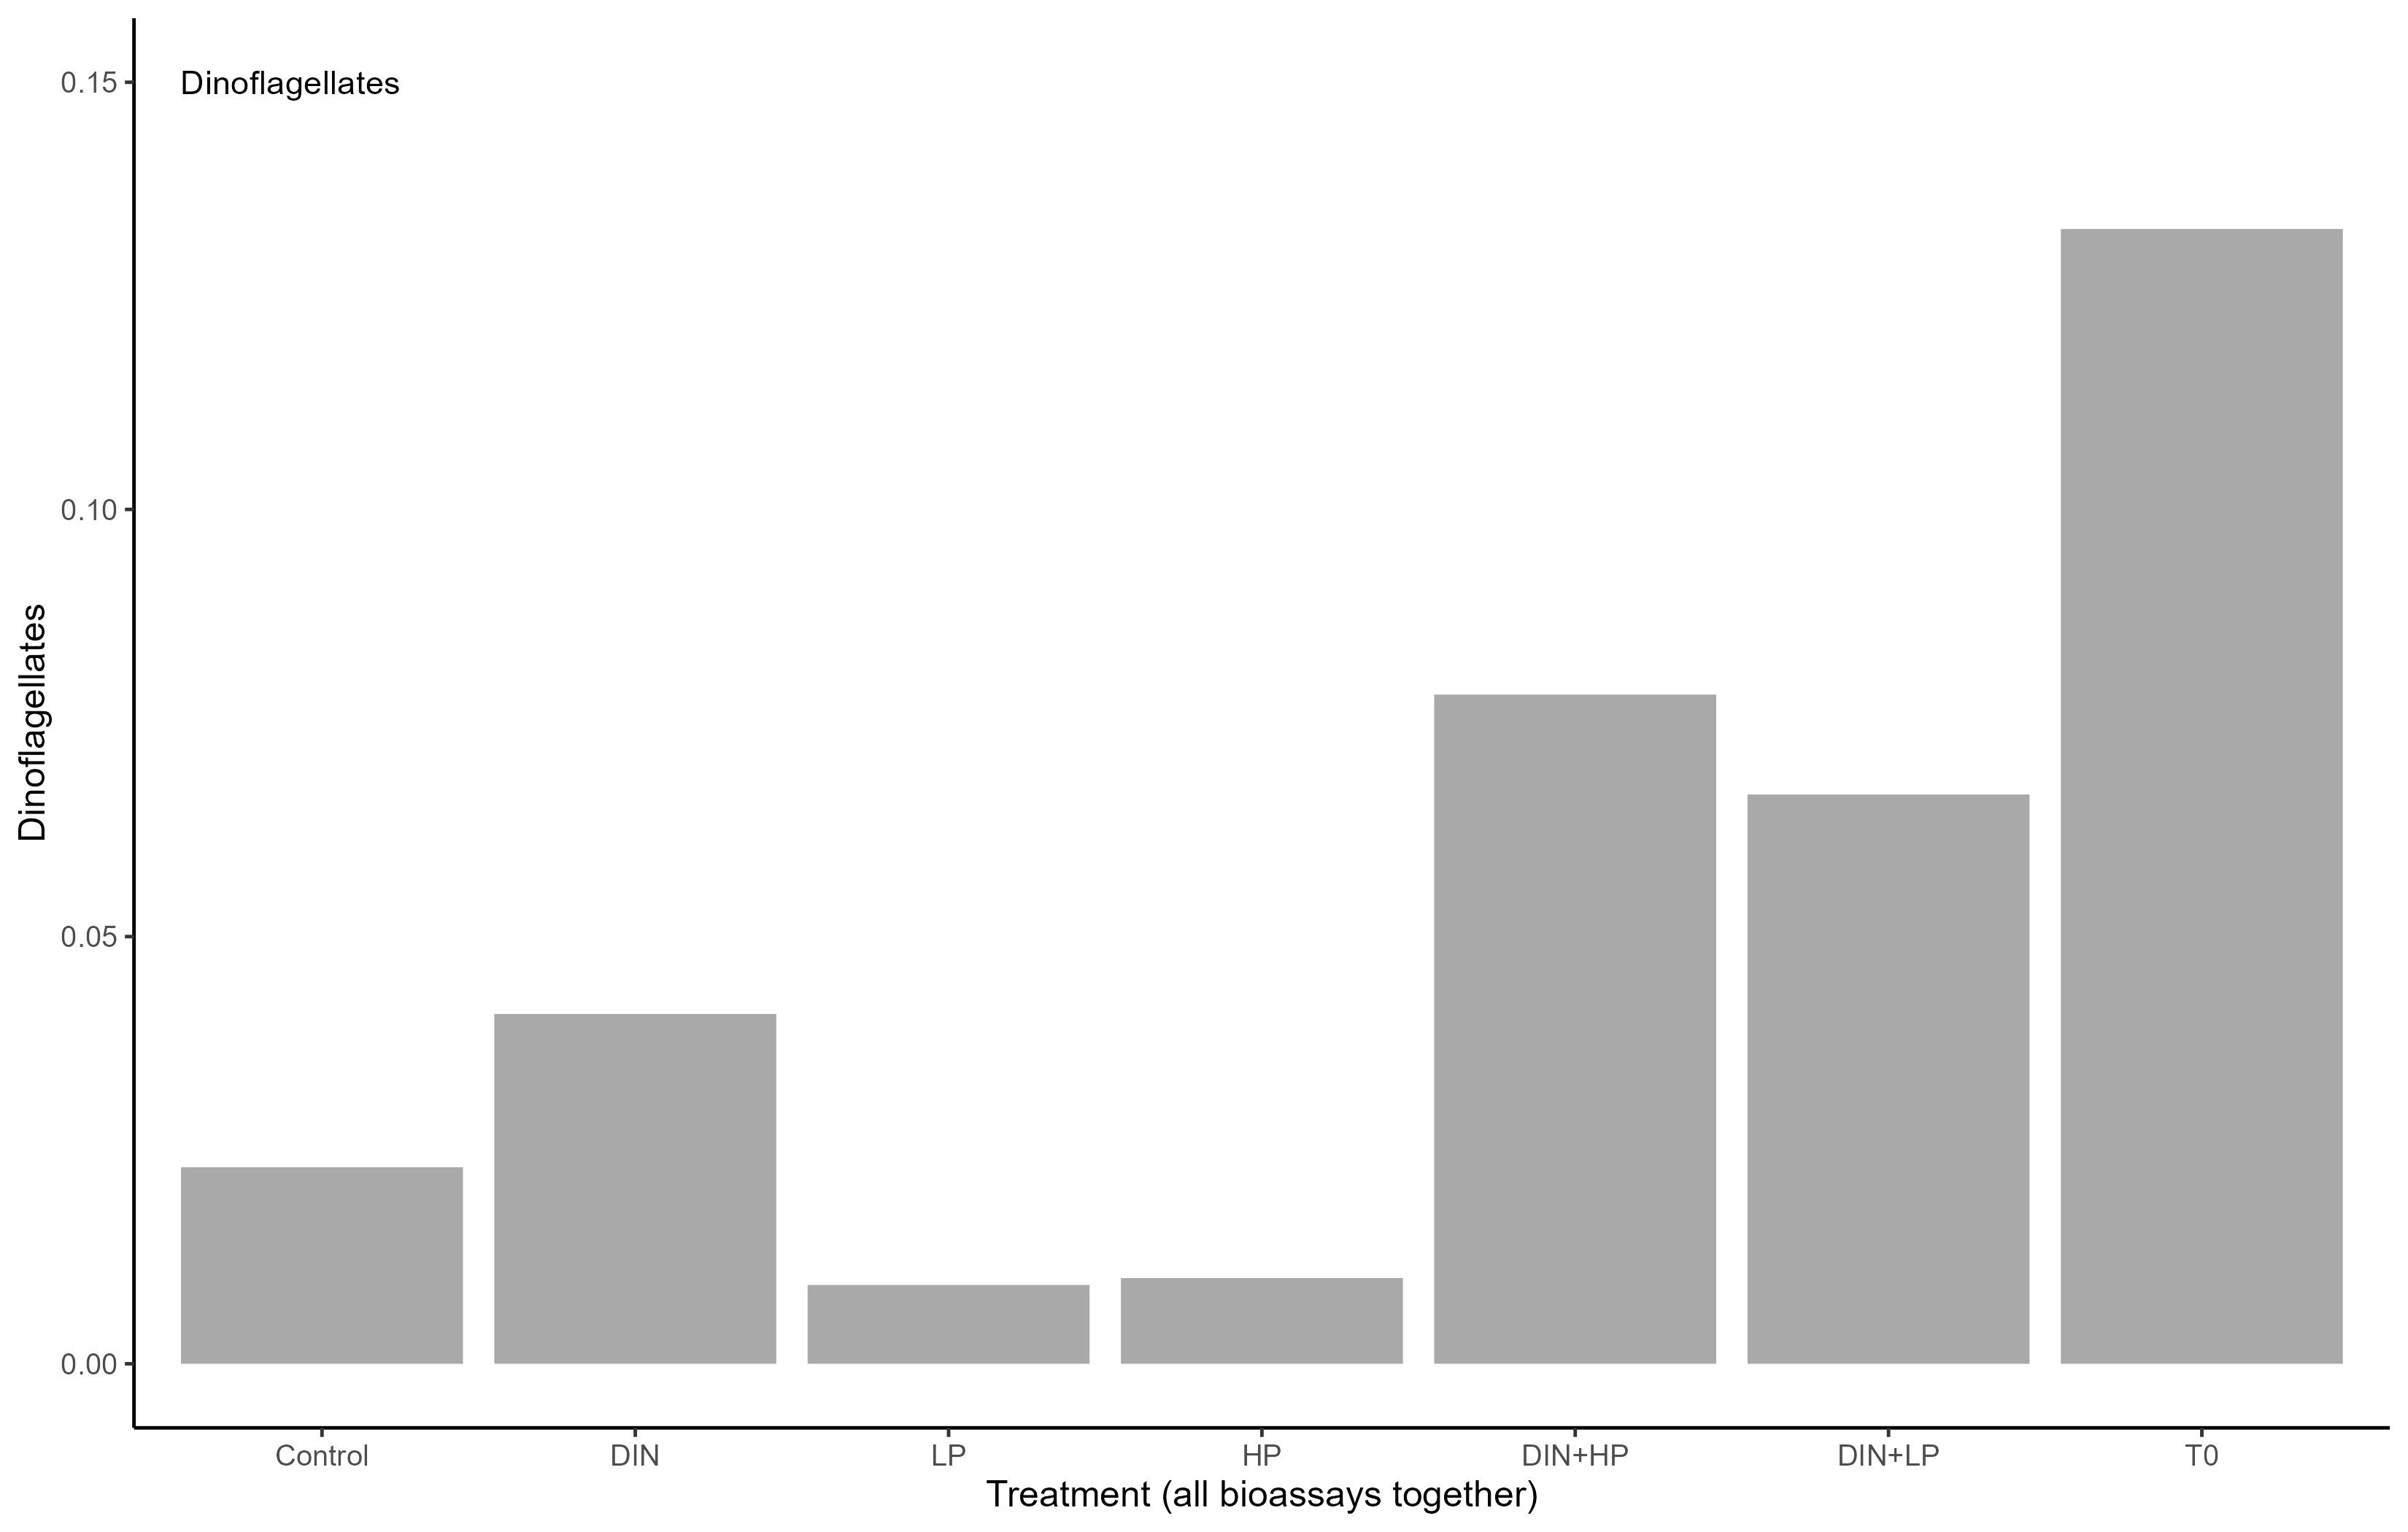 Dinoflagellates
0.15
0.10
0.05
0.00
Dinoflagellates
Control DIN LP HP DIN+HP DIN+LP T0
Treatment (all bioassays together)